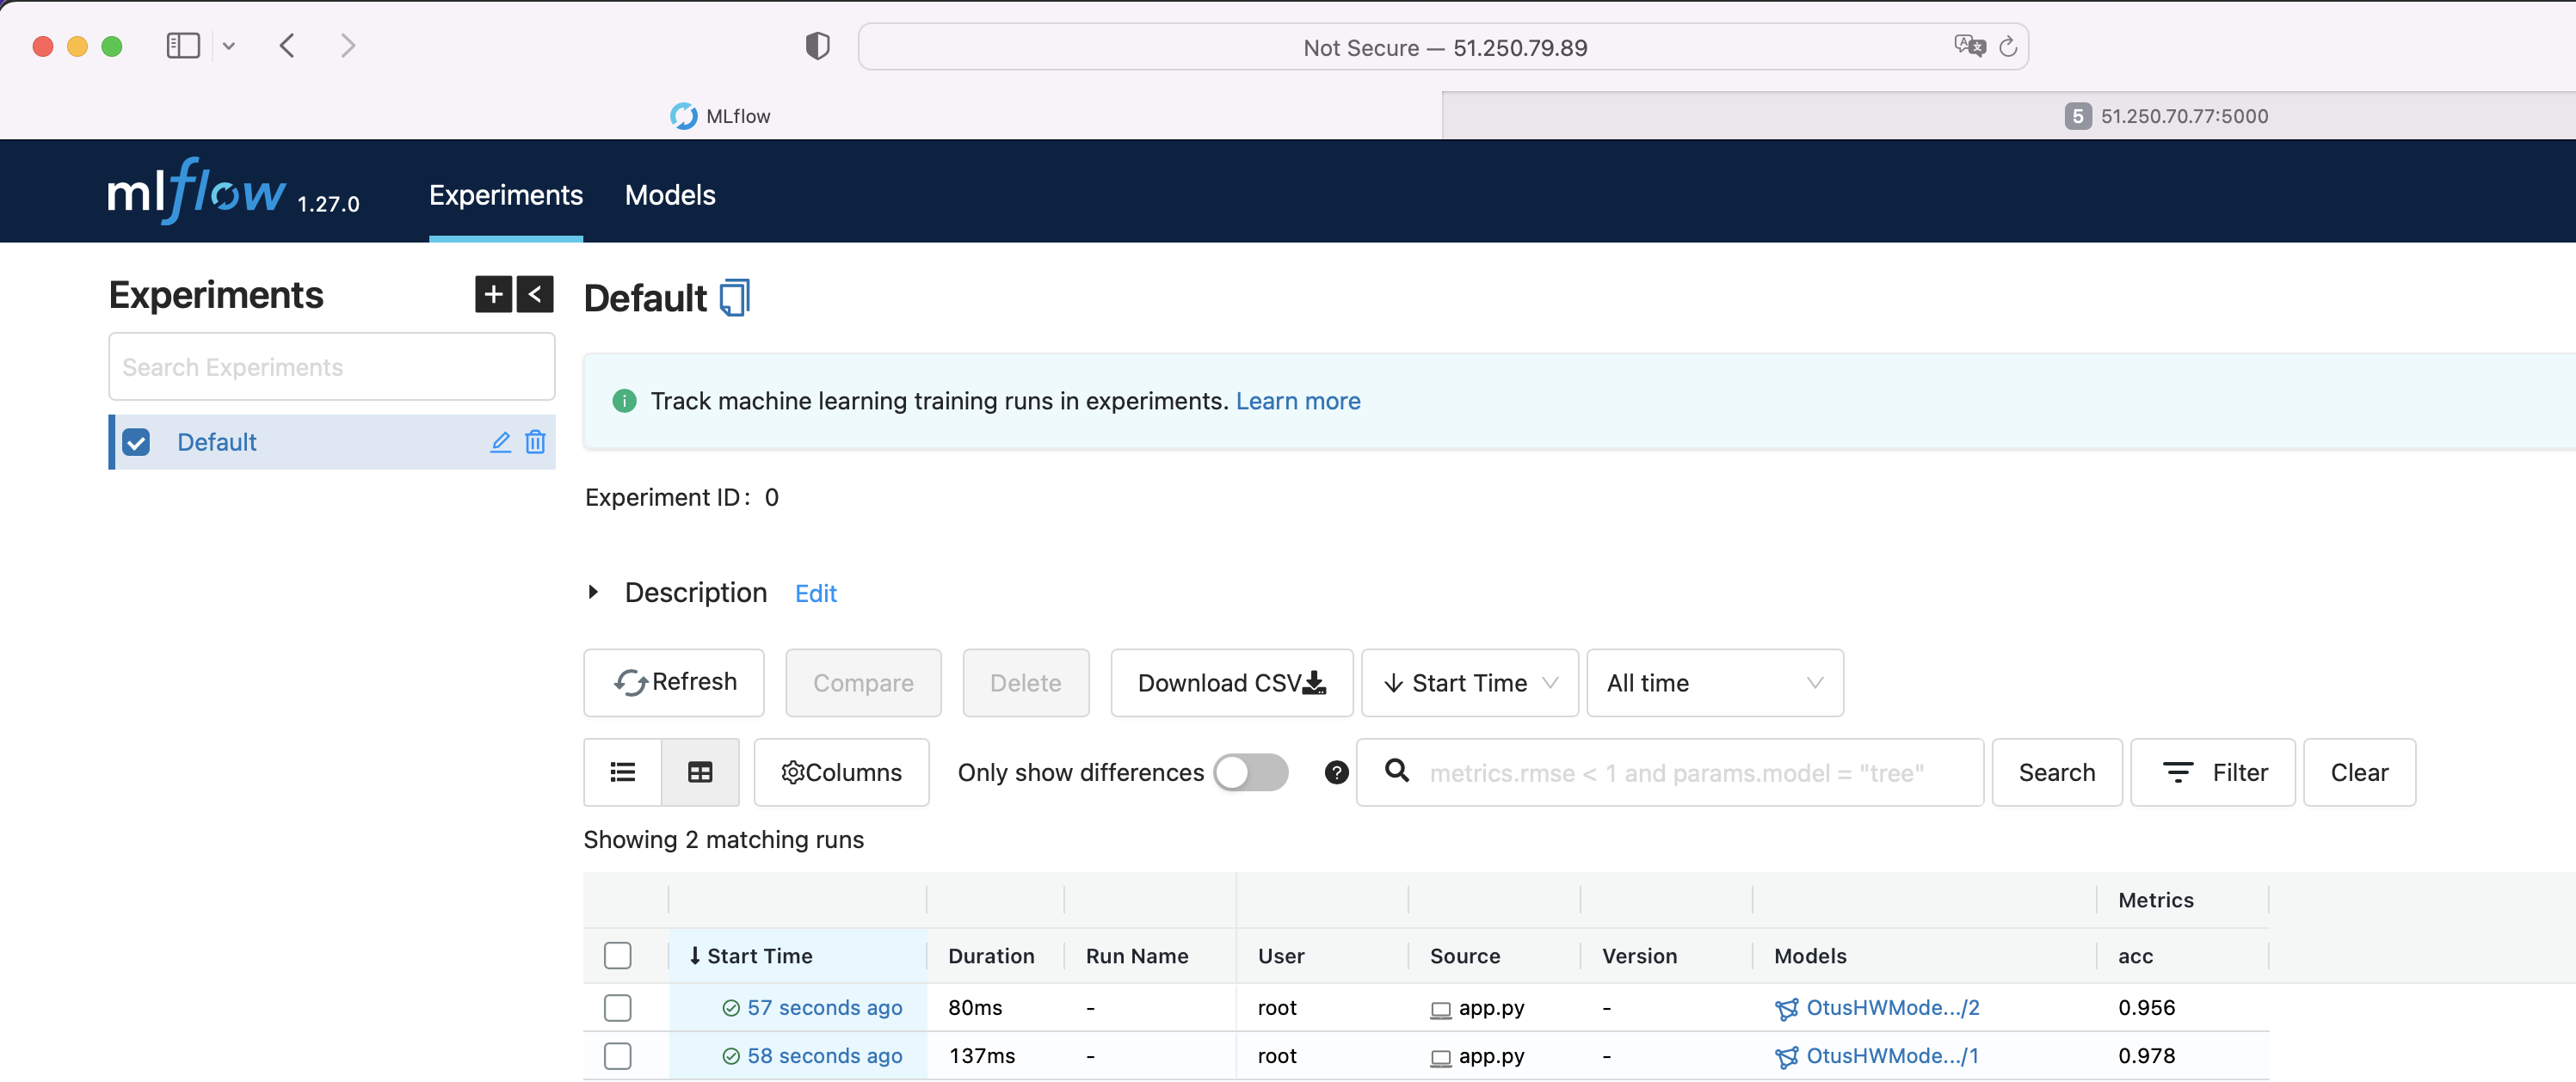 Not Secure — 51.250.79.89
MLflow
5 51.250.70.77:5000
mlflow 1.27.0 Experiments Models
Experiments
Search Experiments
Default
Default
Track machine learning training runs in experiments. Learn more
Experiment ID: 0
Description Edit
Refresh Compare Delete Download CSV Start Time All time
Columns Only show differences ? metrics.rmse < 1 and params.model = "tree" Search Filter Clear
Showing 2 matching runs
Metrics
↓ Start Time Duration Run Name User Source Version Models acc
57 seconds ago 80ms - root app.py - OtusHWMode.../2 0.956
58 seconds ago 137ms - root app.py - OtusHWMode.../1 0.978